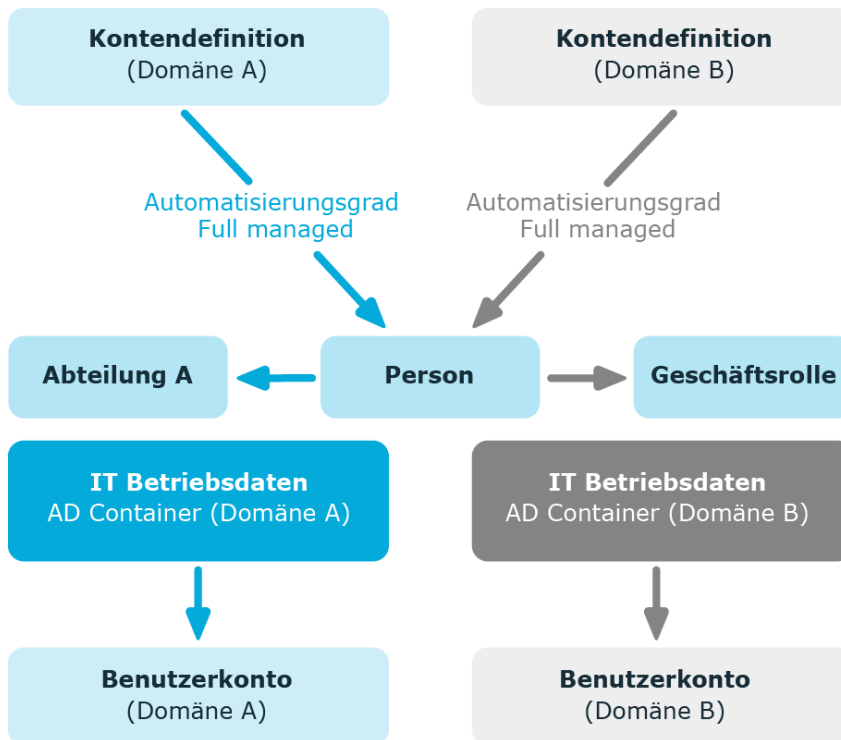 Kontendefinition
(Domäne A)
Kontendefinition
(Domäne B)
Automatisierungsgrad
Full managed
Automatisierungsgrad
Full managed
Abteilung A
Person
Geschäftsrolle
IT Betriebsdaten
AD Container (Domäne A)
IT Betriebsdaten
AD Container (Domäne B)
Benutzerkonto
(Domäne A)
Benutzerkonto
(Domäne B)